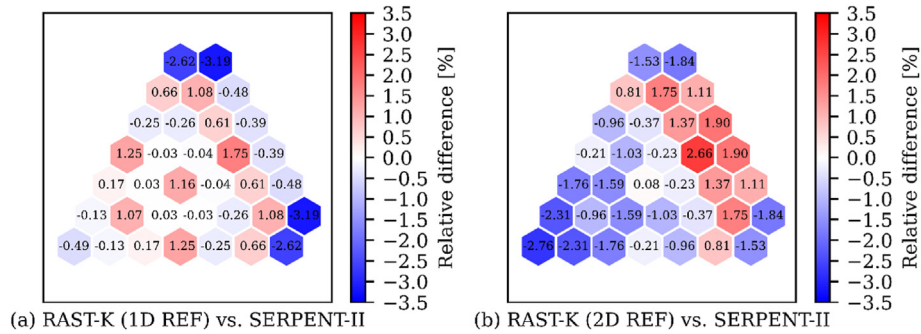 3.5
3.0
2.5
2.0
1.5
1.0
0.5
0.0
−0.5
−1.0
−1.5
−2.0
−2.5
−3.0
−3.5
Relative difference [%]
-2.62 -3.19
0.66 1.08 -0.48
-0.25 -0.26 0.61 -0.39
1.25 -0.03 -0.04 1.75 -0.39
0.17 0.03 1.16 -0.04 0.61 -0.48
-0.13 1.07 0.03 -0.03 -0.26 1.08 -3.19
-0.49 -0.13 0.17 1.25 -0.25 0.66 -2.62
(a) RAST-K (1D REF) vs. SERPENT-II
3.5
3.0
2.5
2.0
1.5
1.0
0.5
0.0
−0.5
−1.0
−1.5
−2.0
−2.5
−3.0
−3.5
Relative difference [%]
-1.53 -1.84
0.81 1.75 1.11
-0.96 -0.37 1.37 1.90
-0.21 -1.03 -0.23 2.66 1.90
-1.76 -1.59 0.08 -0.23 1.37 1.11
-2.31 -0.96 -1.59 -1.03 -0.37 1.75 -1.84
-2.76 -2.31 -1.76 -0.21 -0.96 0.81 -1.53
(b) RAST-K (2D REF) vs. SERPENT-II